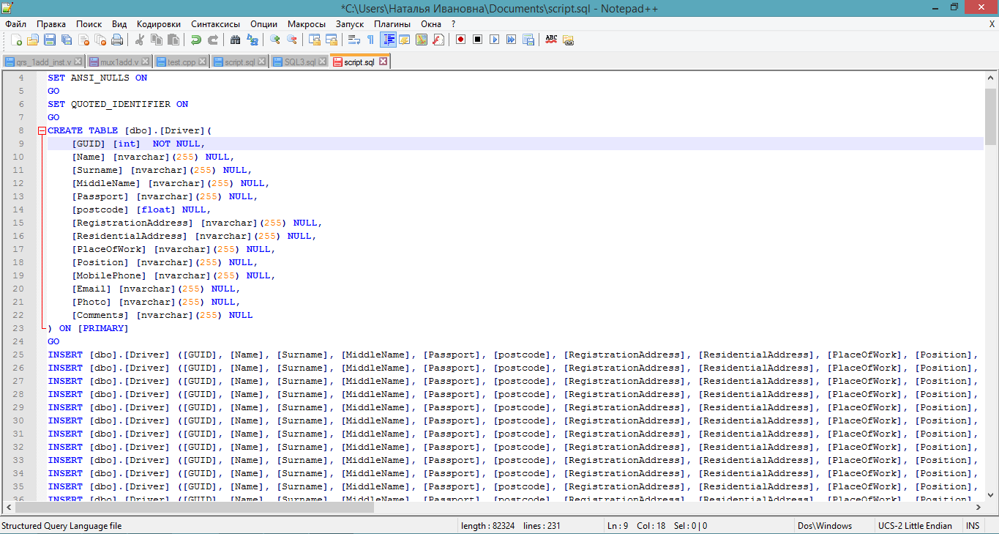 *C:\Users\Наталья Ивановна\Documents\script.sql - Notepad++
Файл Правка Поиск Вид Кодировки Синтаксисы Опции Макросы Запуск Плагины Окна ? X
qrs_1add_inst.v mux1add.v test.cpp script.sql SQL3.sql script.sql
4 SET ANSI_NULLS ON
5 GO
6 SET QUOTED_IDENTIFIER ON
7 GO
8 CREATE TABLE [dbo].[Driver](
9 [GUID] [int]  NOT NULL,
10 [Name] [nvarchar](255) NULL,
11 [Surname] [nvarchar](255) NULL,
12 [MiddleName] [nvarchar](255) NULL,
13 [Passport] [nvarchar](255) NULL,
14 [postcode] [float] NULL,
15 [RegistrationAddress] [nvarchar](255) NULL,
16 [ResidentialAddress] [nvarchar](255) NULL,
17 [PlaceOfWork] [nvarchar](255) NULL,
18 [Position] [nvarchar](255) NULL,
19 [MobilePhone] [nvarchar](255) NULL,
20 [Email] [nvarchar](255) NULL,
21 [Photo] [nvarchar](255) NULL,
22 [Comments] [nvarchar](255) NULL
23 ) ON [PRIMARY]
24 GO
25 INSERT [dbo].[Driver] ([GUID], [Name], [Surname], [MiddleName], [Passport], [postcode], [RegistrationAddress], [ResidentialAddress], [PlaceOfWork], [Position],
26 INSERT [dbo].[Driver] ([GUID], [Name], [Surname], [MiddleName], [Passport], [postcode], [RegistrationAddress], [ResidentialAddress], [PlaceOfWork], [Position],
27 INSERT [dbo].[Driver] ([GUID], [Name], [Surname], [MiddleName], [Passport], [postcode], [RegistrationAddress], [ResidentialAddress], [PlaceOfWork], [Position],
28 INSERT [dbo].[Driver] ([GUID], [Name], [Surname], [MiddleName], [Passport], [postcode], [RegistrationAddress], [ResidentialAddress], [PlaceOfWork], [Position],
29 INSERT [dbo].[Driver] ([GUID], [Name], [Surname], [MiddleName], [Passport], [postcode], [RegistrationAddress], [ResidentialAddress], [PlaceOfWork], [Position],
30 INSERT [dbo].[Driver] ([GUID], [Name], [Surname], [MiddleName], [Passport], [postcode], [RegistrationAddress], [ResidentialAddress], [PlaceOfWork], [Position],
31 INSERT [dbo].[Driver] ([GUID], [Name], [Surname], [MiddleName], [Passport], [postcode], [RegistrationAddress], [ResidentialAddress], [PlaceOfWork], [Position],
32 INSERT [dbo].[Driver] ([GUID], [Name], [Surname], [MiddleName], [Passport], [postcode], [RegistrationAddress], [ResidentialAddress], [PlaceOfWork], [Position],
33 INSERT [dbo].[Driver] ([GUID], [Name], [Surname], [MiddleName], [Passport], [postcode], [RegistrationAddress], [ResidentialAddress], [PlaceOfWork], [Position],
34 INSERT [dbo].[Driver] ([GUID], [Name], [Surname], [MiddleName], [Passport], [postcode], [RegistrationAddress], [ResidentialAddress], [PlaceOfWork], [Position],
35 INSERT [dbo].[Driver] ([GUID], [Name], [Surname], [MiddleName], [Passport], [postcode], [RegistrationAddress], [ResidentialAddress], [PlaceOfWork], [Position],
36 INSERT [dbo].[Driver] ([GUID], [Name], [Surname], [MiddleName], [Passport], [postcode], [RegistrationAddress], [ResidentialAddress], [PlaceOfWork], [Position],
Structured Query Language file length : 82324 lines : 231 Ln : 9 Col : 18 Sel : 0 | 0 Dos\Windows UCS-2 Little Endian INS